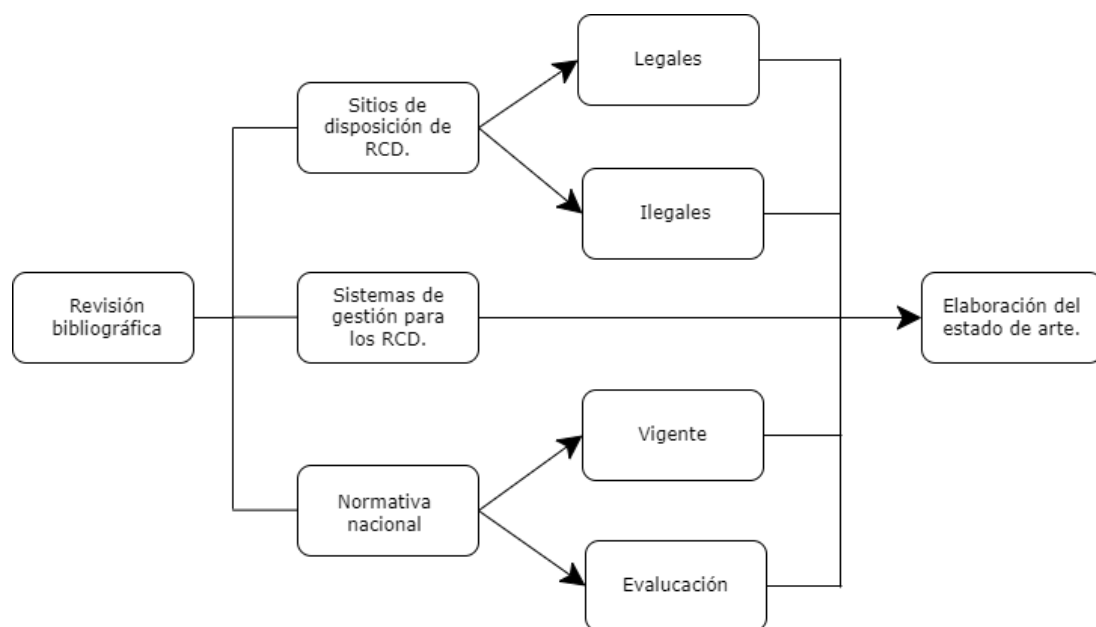 Legales
Sitios de
disposición de
RCD.
Ilegales
Revisión
bibliográfica
Sistemas de
gestión para
los RCD.
Elaboración del
estado de arte.
Vigente
Normativa
nacional
Evalucación